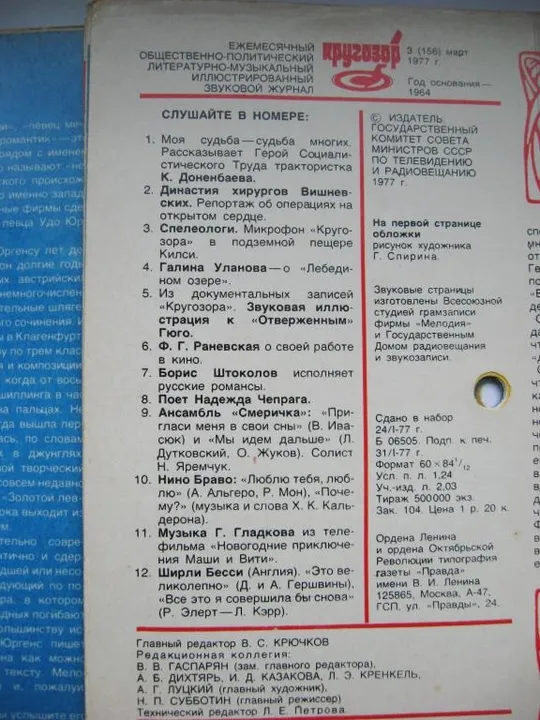 ЕЖЕМЕСЯЧНЫЙ
ОБЩЕСТВЕННО-ПОЛИТИЧЕСКИЙ
ЛИТЕРАТУРНО-МУЗЫКАЛЬНЫЙ
ИЛЛЮСТРИРОВАННЫЙ
ЗВУКОВОЙ ЖУРНАЛ
Кругозор
3 (156) март
1977 г.
Год основания—
1964
СЛУШАЙТЕ В НОМЕРЕ:
1. Моя судьба — судьба многих.
Рассказывает Герой Социали-
стического Труда трактористка
К. Доненбаева.
2. Династия хирургов Вишнев-
ских. Репортаж об операциях на
открытом сердце.
3. Спелеологи. Микрофон «Круго-
зора» в подземной пещере
Килси.
4. Галина Уланова — о «Лебеди-
ном озере».
5. Из документальных записей
«Кругозора». Звуковая иллю-
страция к «Отверженным»
Гюго.
6. Ф. Г. Раневская о своей работе
в кино.
7. Борис Штоколов исполняет
русские романсы.
8. Поет Надежда Чепрага.
9. Ансамбль «Смеричка»: «При-
гласи меня в свои сны» (В. Ива-
сюк) и «Мы идем дальше» (Л.
Дутковский, О. Жуков). Солист
Н. Яремчук.
10. Нино Браво: «Люблю тебя, люб-
лю» (А. Альгеро, Р. Мон), «Поче-
му?» (музыка и слова Х. К. Каль-
дерона).
11. Музыка Г. Гладкова из теле-
фильма «Новогодние приключе-
ния Маши и Вити».
12. Ширли Бесси (Англия). «Это ве-
ликолепно» (Д. и А. Гершвины),
«Все это я совершила бы снова»
(Р. Элерт — Л. Кэрр).
© ИЗДАТЕЛЬ
ГОСУДАРСТВЕННЫЙ
КОМИТЕТ СОВЕТА
МИНИСТРОВ СССР
ПО ТЕЛЕВИДЕНИЮ
И РАДИОВЕЩАНИЮ
1977 г.
На первой странице
обложки
рисунок художника
Г. Спирина.
Звуковые страницы
изготовлены Всесоюзной
студией грамзаписи
фирмы «Мелодия»
и Государственным
Домом радиовещания
и звукозаписи.
Сдано в набор
24/I-77 г.
Б 06505. Подп. к печ.
31/I-77 г.
Формат 60×84 1/12
Усл. п. л. 1,24
Уч.-изд. л. 2,03
Тираж 500000 экз.
Зак. 104. Цена 1 р. 20 к.
Ордена Ленина
и ордена Октябрьской
Революции типография
газеты «Правда»
имени В. И. Ленина
125865, Москва, А-47,
ГСП. ул. «Правды», 24.
Главный редактор В. С. КРЮЧКОВ
Редакционная коллегия:
В. В. ГАСПАРЯН (зам. главного редактора),
А. Б. ДИХТЯРЬ, И. Д. КАЗАКОВА, Л. Э. КРЕНКЕЛЬ,
А. Г. ЛУЦКИЙ (главный художник),
Н. П. СУББОТИН (главный режиссер)
Технический редактор Л. Е. Петрова.